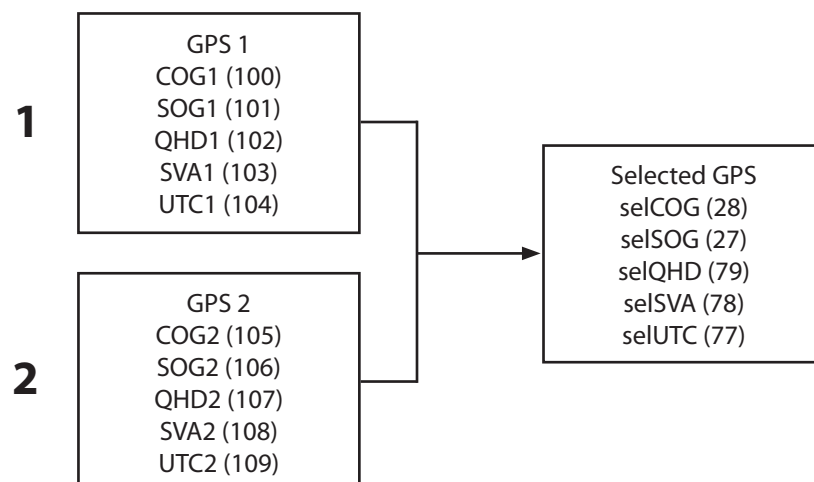 1
GPS 1
COG1 (100)
SOG1 (101)
QHD1 (102)
SVA1 (103)
UTC1 (104)
2
GPS 2
COG2 (105)
SOG2 (106)
QHD2 (107)
SVA2 (108)
UTC2 (109)
Selected GPS
selCOG (28)
selSOG (27)
selQHD (79)
selSVA (78)
selUTC (77)